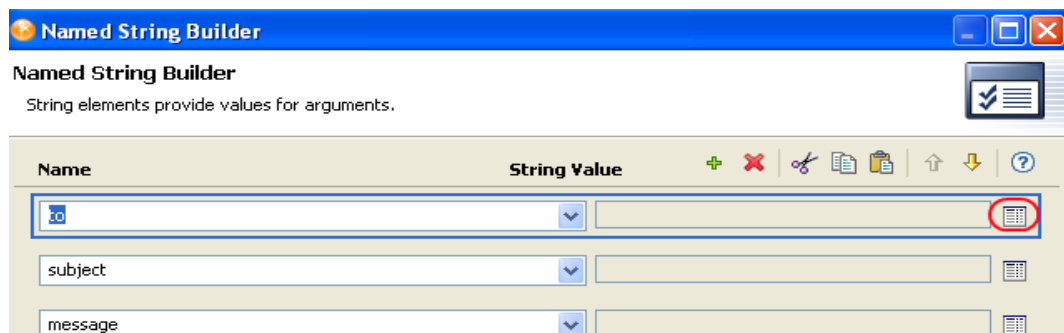 Named String Builder
Named String Builder
String elements provide values for arguments.
Name String Value
to
subject
message